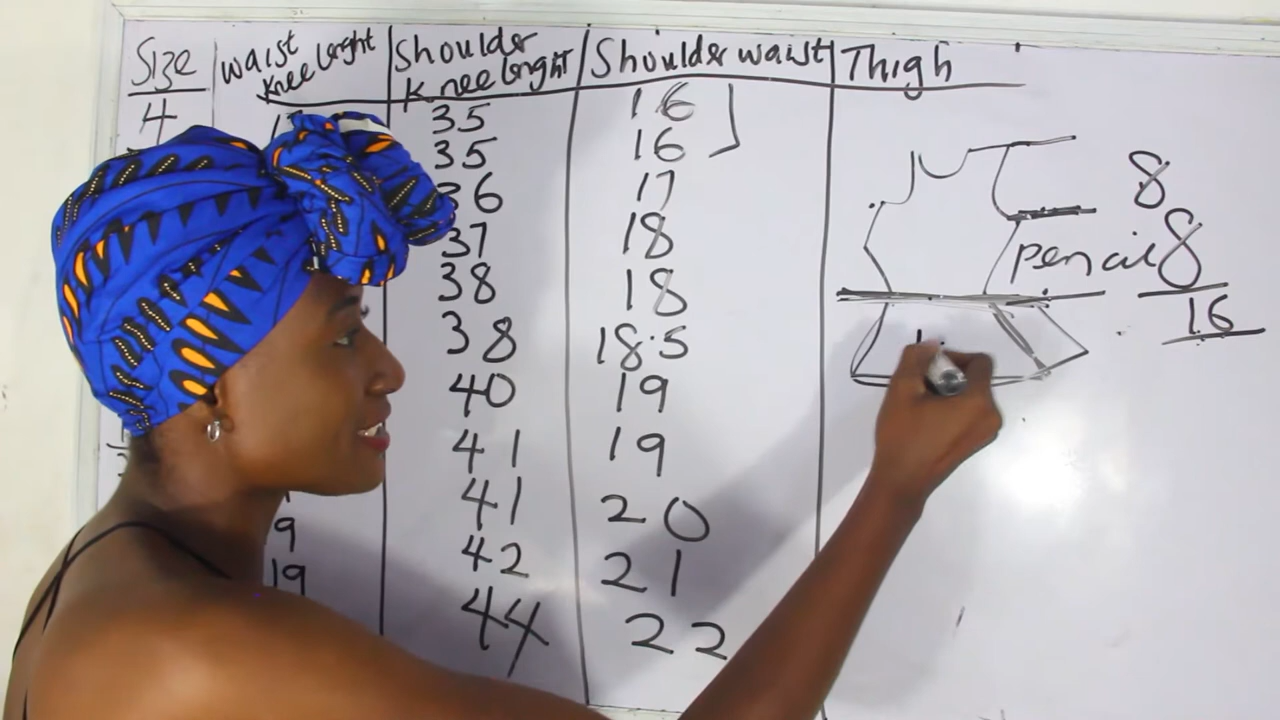 Size waist knee lenght Shoulder knee lenght Shoulder waist Thigh
4 35 16
35 16
36 17
37 18
38 18
38 18.5
40 19
41 19
41 20
9 42 21
19 44 22
8
8
pencil
16